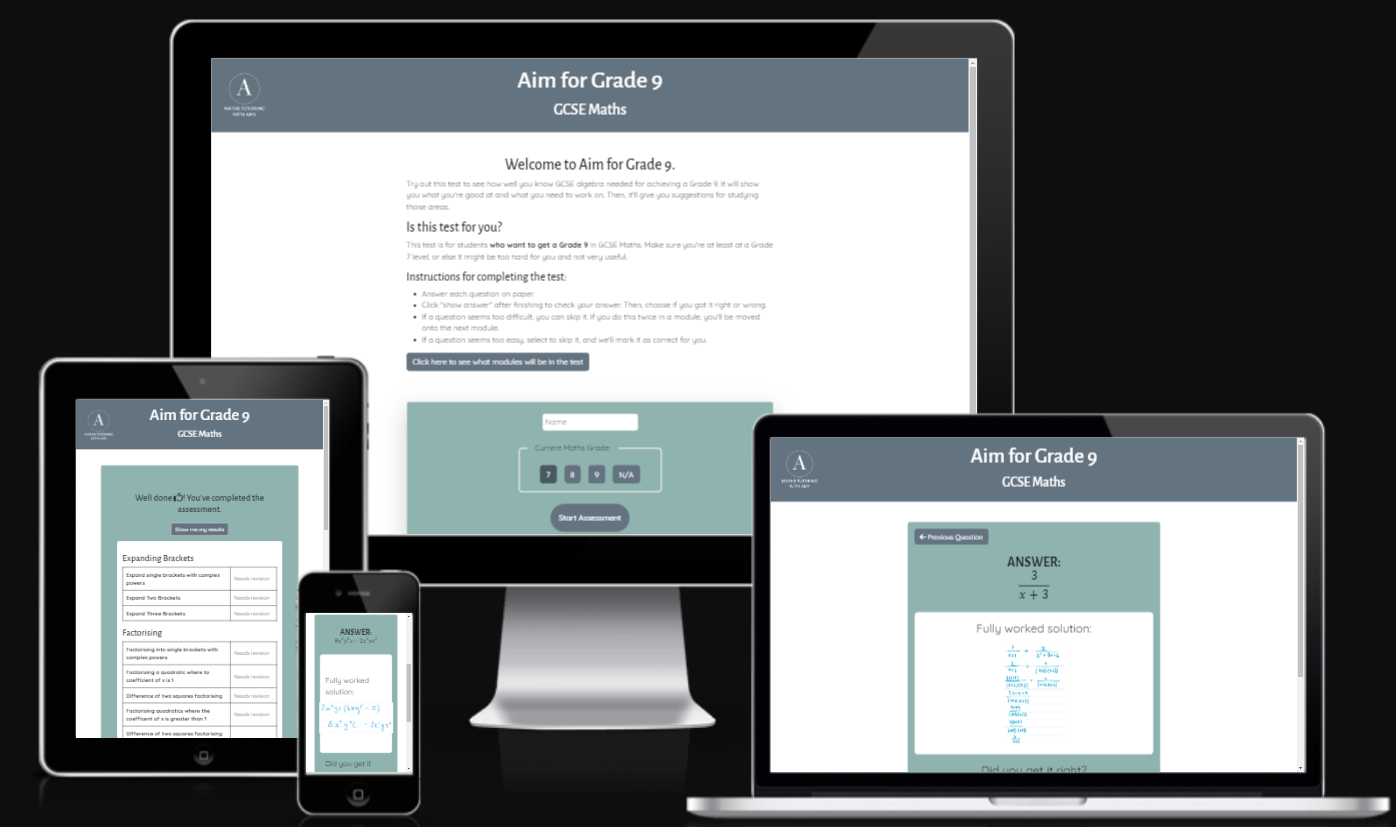 A
MATHS TUTORING
WITH AMY
Aim for Grade 9
GCSE Maths
Welcome to Aim for Grade 9.
Try out this test to see how well you know GCSE algebra needed for achieving a Grade 9. It will show
you what you're good at and what you need to work on. Then, it'll give you suggestions for studying
those areas.
Is this test for you?
This test is for students who want to get a Grade 9 in GCSE Maths. Make sure you're at least at a Grade
7 level, or else it might be too hard for you and not very useful.
Instructions for completing the test:
Answer each question on paper.
Click "show answer" after finishing to check your answer. Then, choose if you got it right or wrong.
If a question seems too difficult, you can skip it. If you do this twice in a module, you'll be moved
onto the next module.
If a question seems too easy, select to skip it, and we'll mark it as correct for you.
Click here to see what modules will be in the test
Name
Current Maths Grade:
7 8 9 N/A
Start Assessment
A
MATHS TUTORING
WITH AMY
Aim for Grade 9
GCSE Maths
Well done! You've completed the
assessment.
Show me my results
Expanding Brackets
Expand single brackets with complex
powers
Needs revision
Expand Two Brackets
Needs revision
Expand Three Brackets
Needs revision
Factorising
Factorising into single brackets with
complex powers
Needs revision
Factorising a quadratic where to
coefficient of x is 1
Needs revision
Difference of two squares factorising
Needs revision
Factorising quadratics where the
coefficent of x is greater than 1
Needs revision
Difference of two squares factorising
ANSWER:
Fully worked
solution:
Did you get it
A
MATHS TUTORING
WITH AMY
Aim for Grade 9
GCSE Maths
← Previous Question
ANSWER:
3
x + 3
Fully worked solution:
Did you get it right?